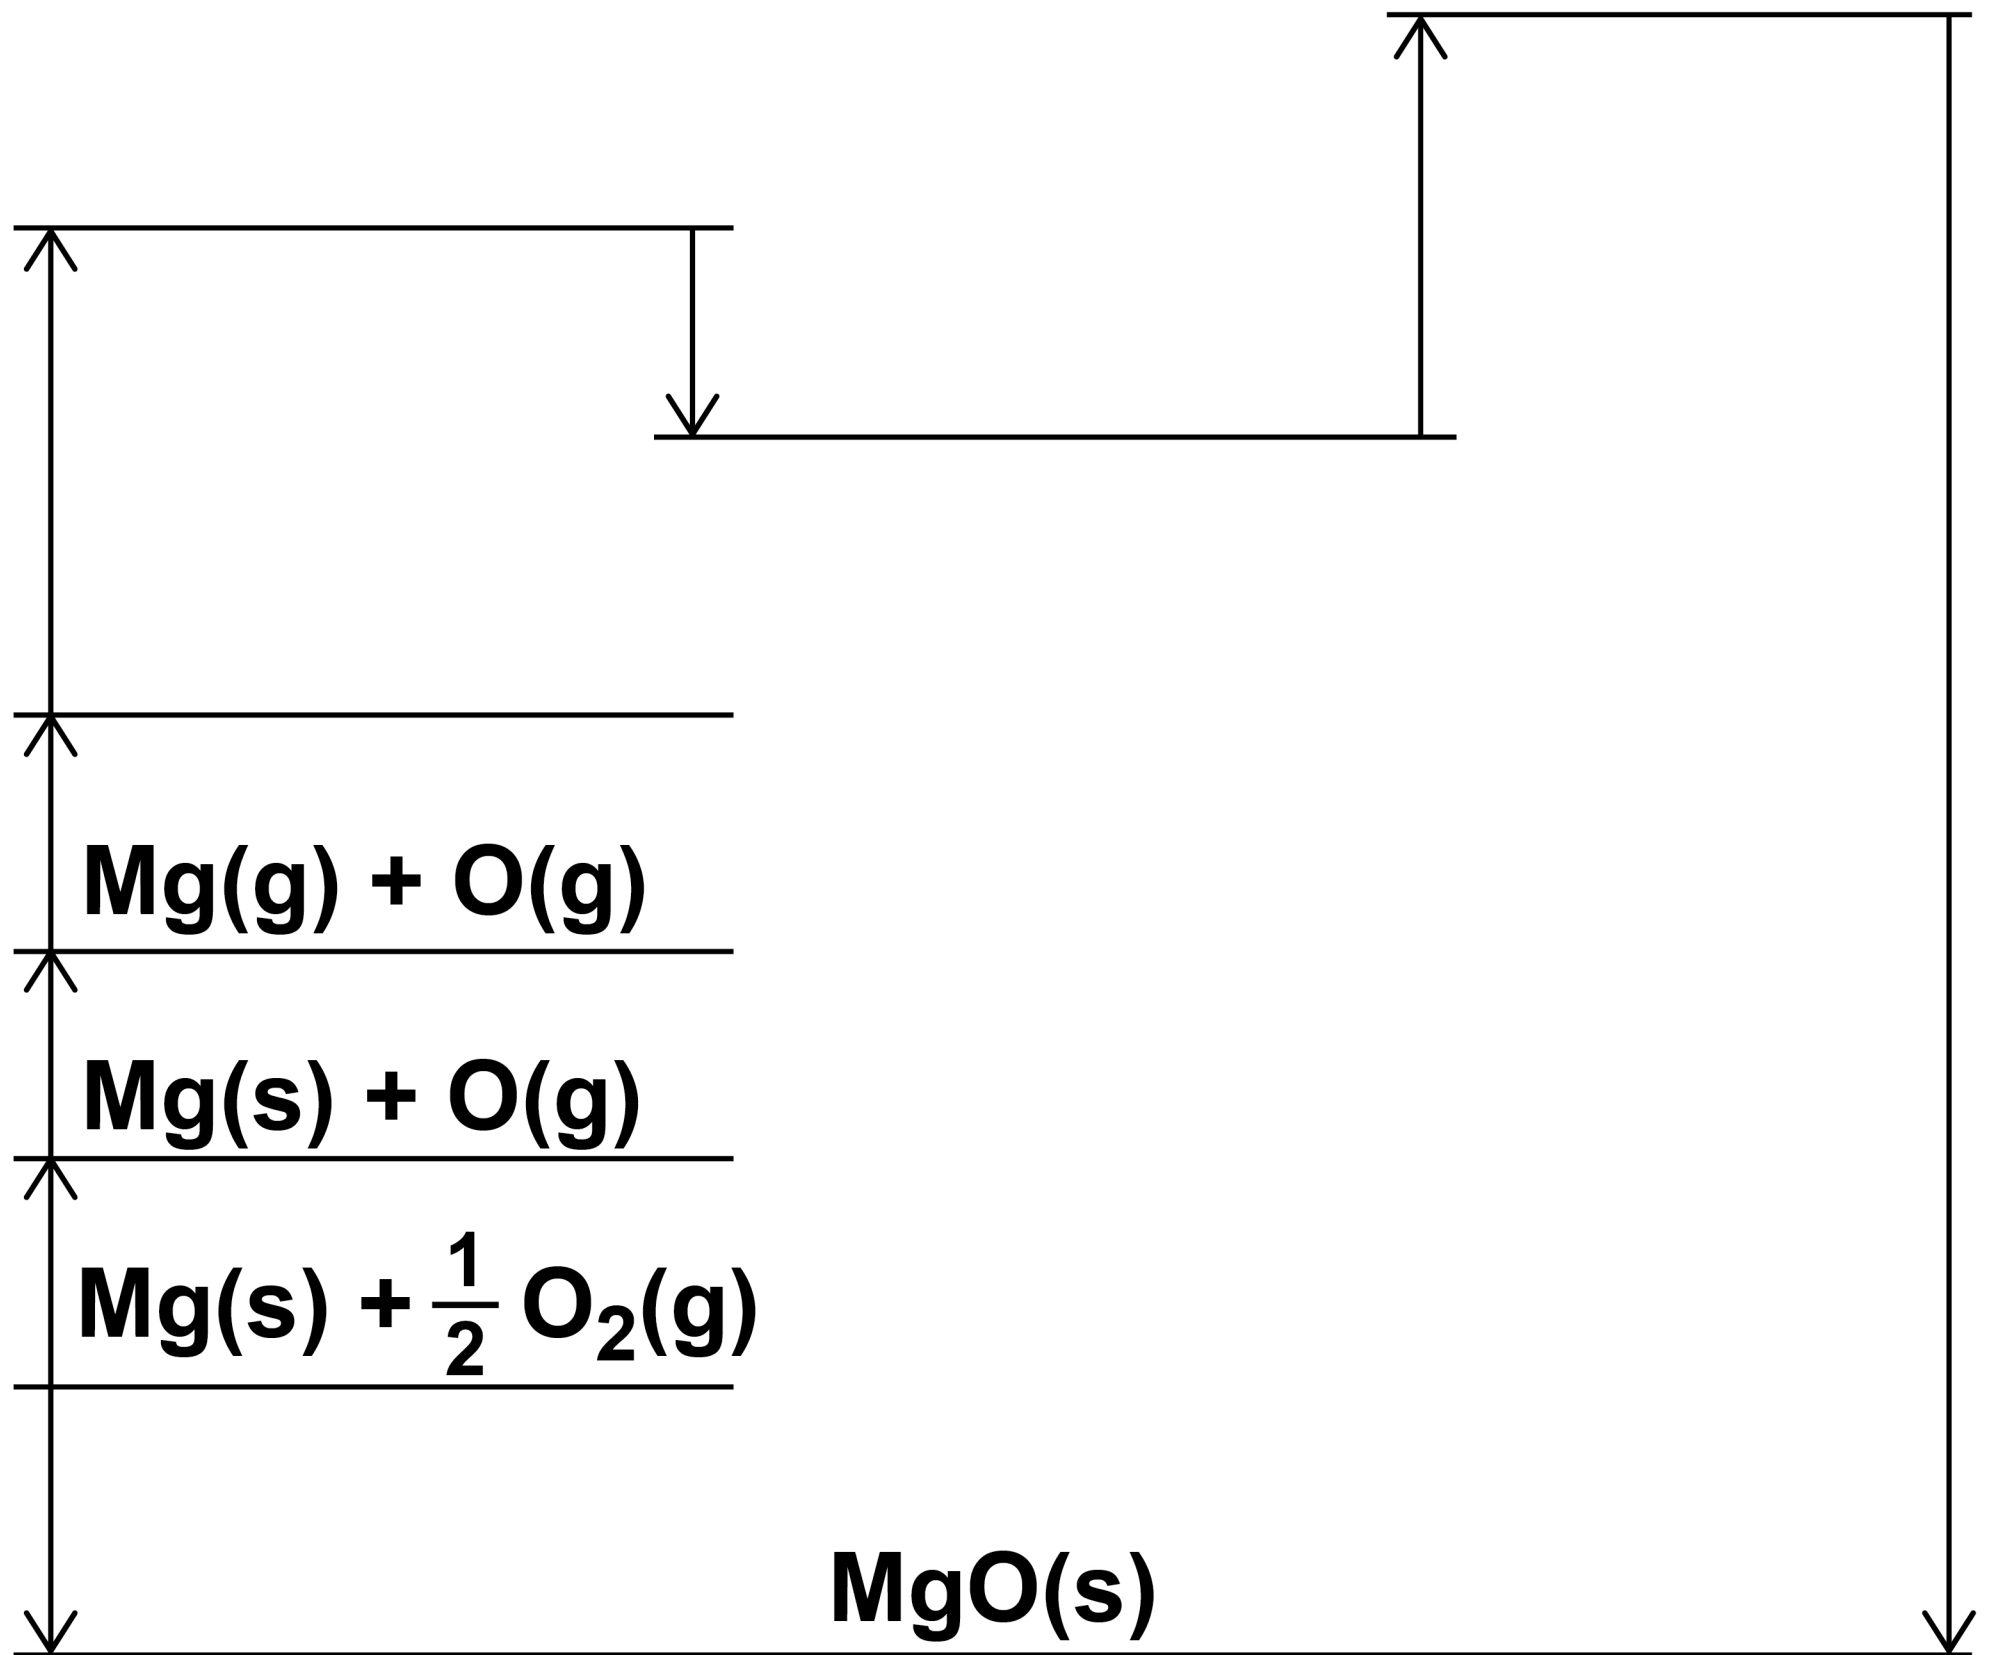 Mg(g) + O(g)
Mg(s) + O(g)
Mg(s) + 1/2 O₂(g)
MgO(s)